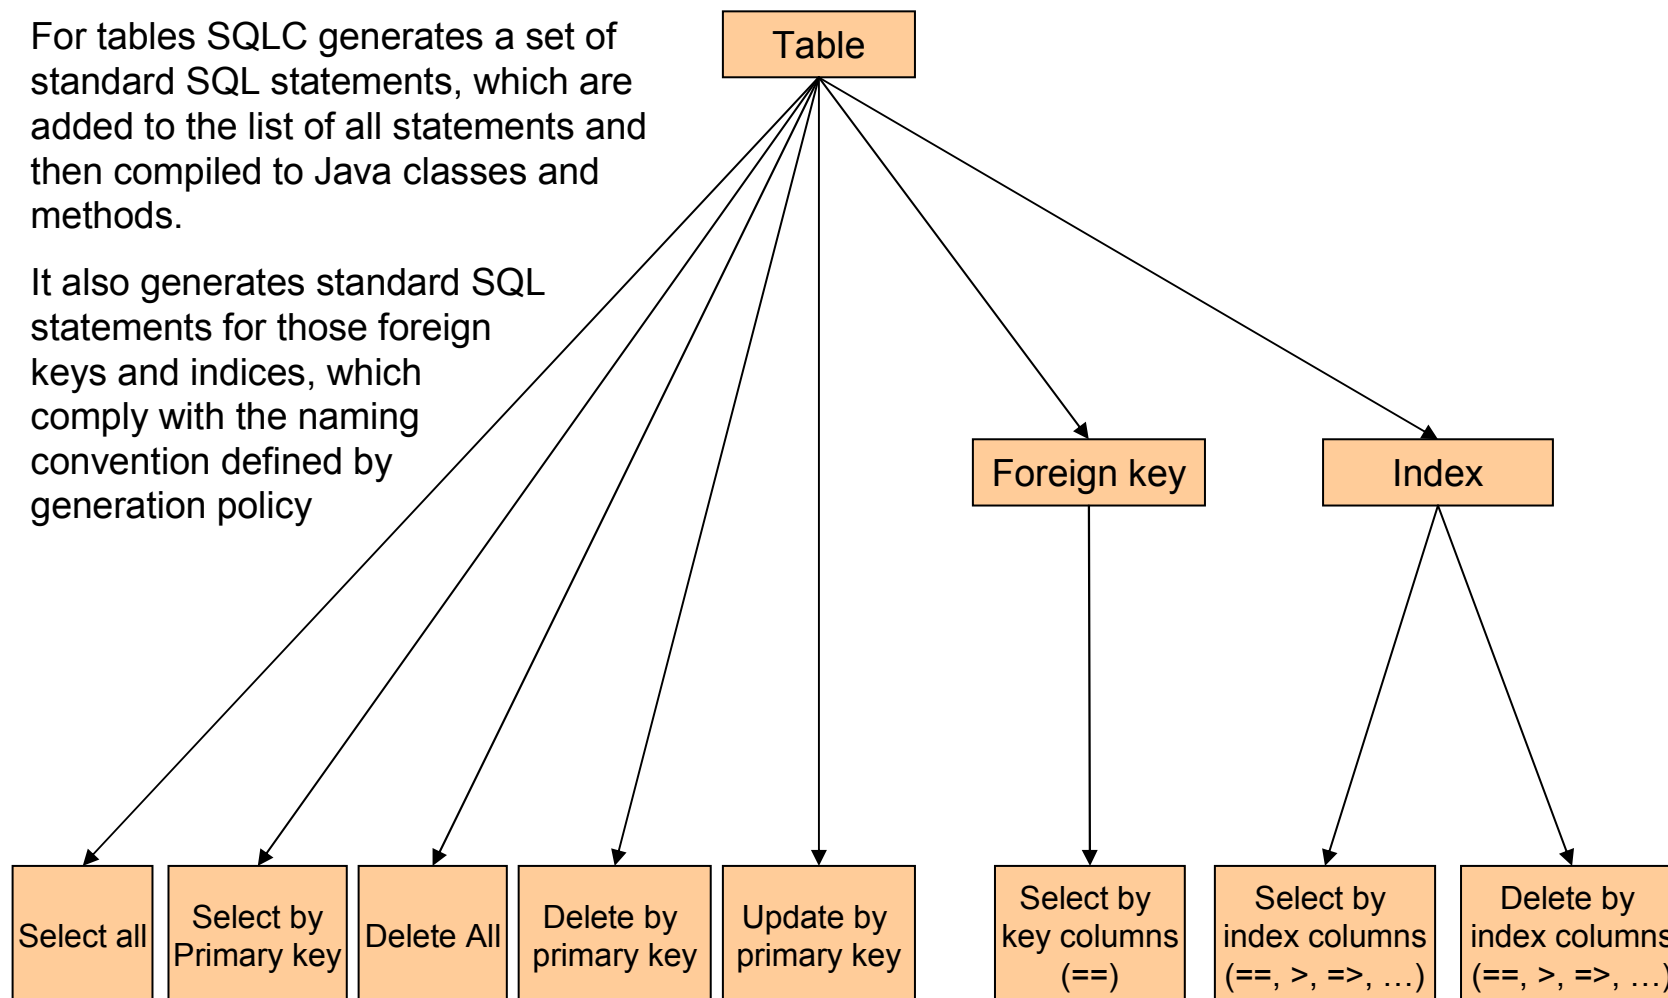 For tables SQLC generates a set of
standard SQL statements, which are
added to the list of all statements and
then compiled to Java classes and
methods.
It also generates standard SQL
statements for those foreign
keys and indices, which
comply with the naming
convention defined by
generation policy
Table
Foreign key
Index
Select all
Select by
Primary key
Delete All
Delete by
primary key
Update by
primary key
Select by
key columns
(==)
Select by
index columns
(==, >, =>, …)
Delete by
index columns
(==, >, =>, …)